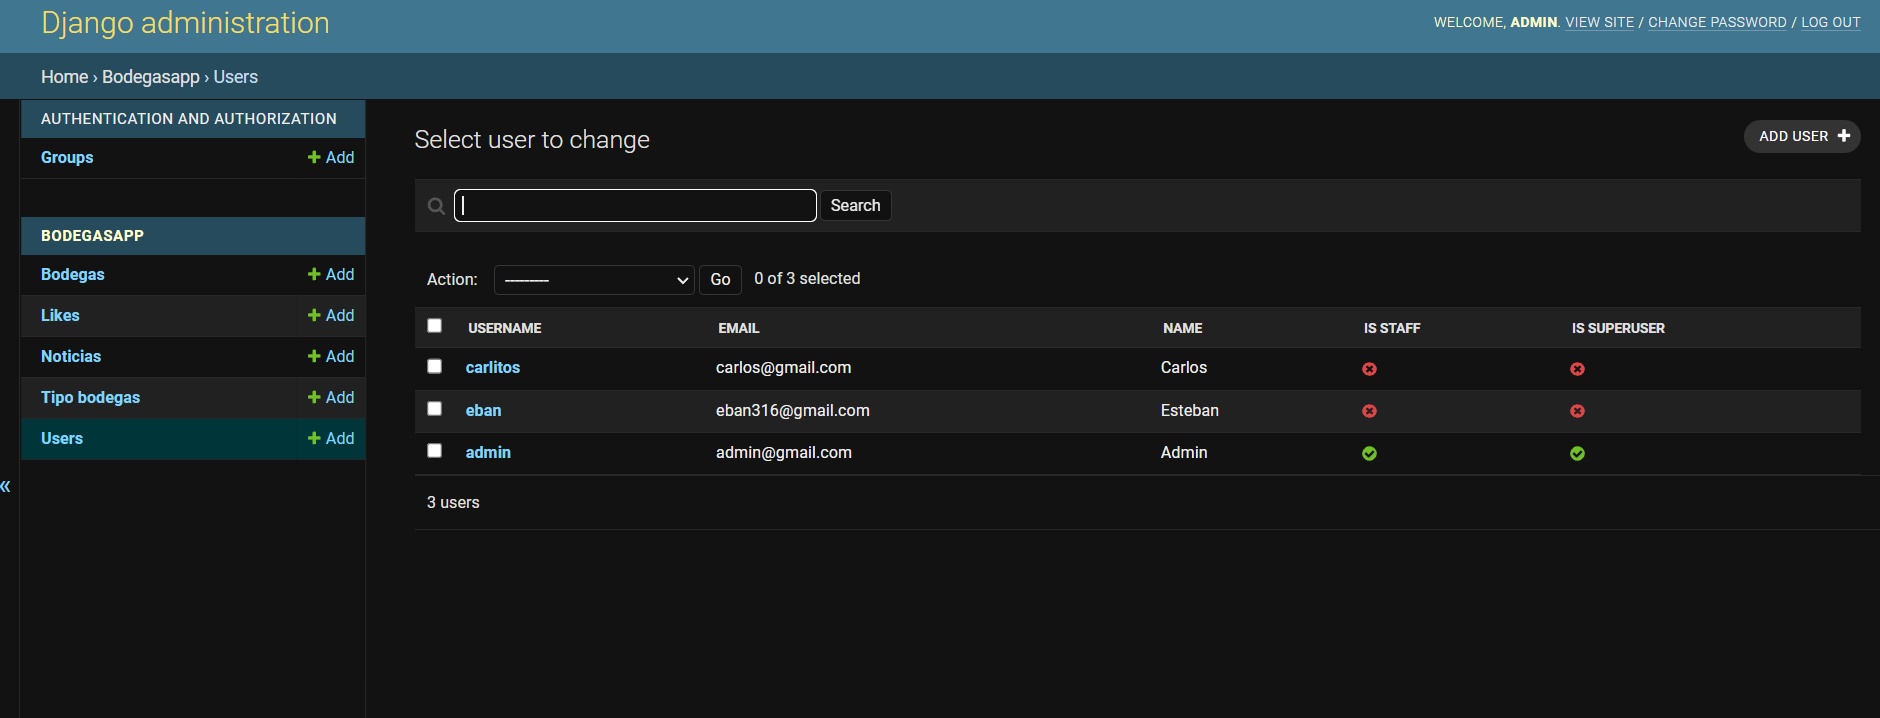 Django administration
WELCOME, ADMIN. VIEW SITE / CHANGE PASSWORD / LOG OUT
Home › Bodegasapp › Users
AUTHENTICATION AND AUTHORIZATION
Groups + Add
BODEGASAPP
Bodegas + Add
Likes + Add
Noticias + Add
Tipo bodegas + Add
Users + Add
«
Select user to change
ADD USER +
Search
Action: --------- Go 0 of 3 selected
USERNAME EMAIL NAME IS STAFF IS SUPERUSER
carlitos carlos@gmail.com Carlos
eban eban316@gmail.com Esteban
admin admin@gmail.com Admin
3 users